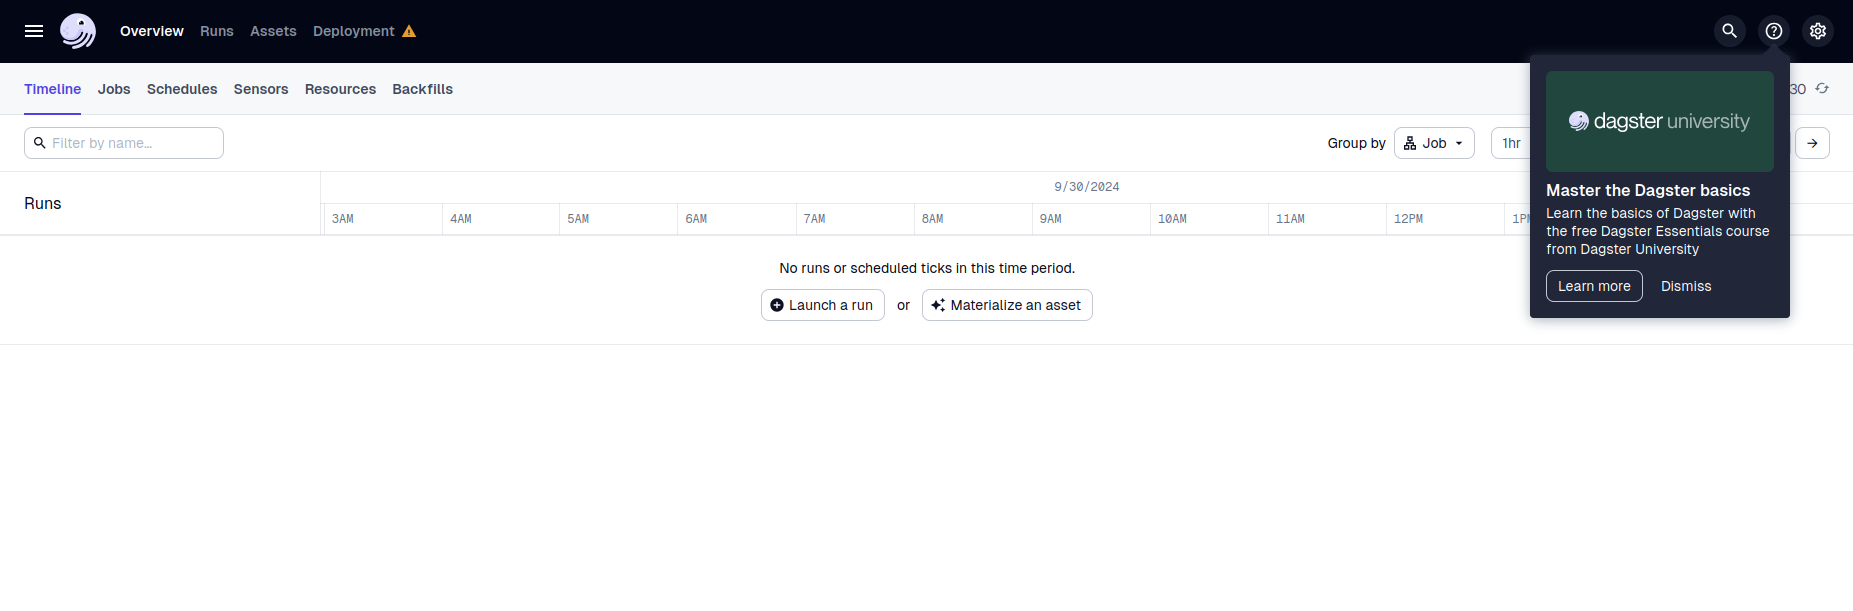 Overview Runs Assets Deployment
Timeline Jobs Schedules Sensors Resources Backfills
30
Filter by name...
Group by Job 1hr
Runs
9/30/2024
3AM 4AM 5AM 6AM 7AM 8AM 9AM 10AM 11AM 12PM
No runs or scheduled ticks in this time period.
Launch a run or Materialize an asset
dagster university
Master the Dagster basics
Learn the basics of Dagster with
the free Dagster Essentials course
from Dagster University
Learn more Dismiss